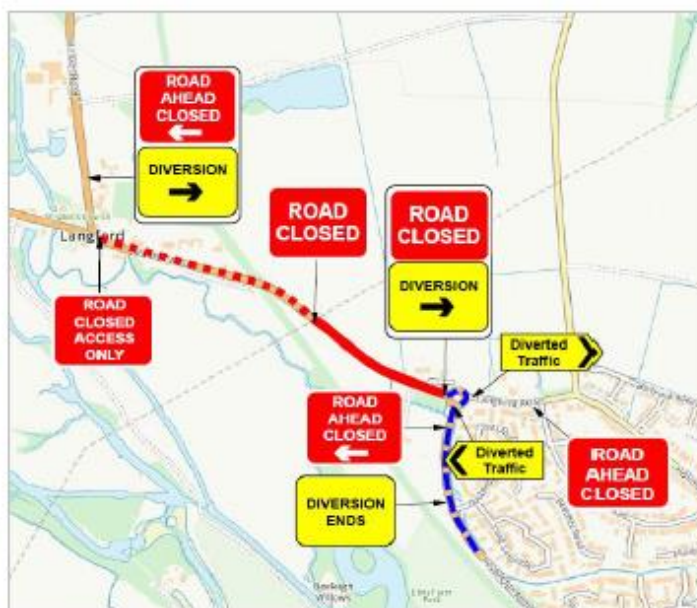 ROAD
AHEAD
CLOSED
DIVERSION
ROAD
CLOSED
ROAD
CLOSED
DIVERSION
Langford
ROAD
CLOSED
ACCESS
ONLY
Diverted
Traffic
ROAD
AHEAD
CLOSED
Diverted
Traffic
ROAD
AHEAD
CLOSED
DIVERSION
ENDS